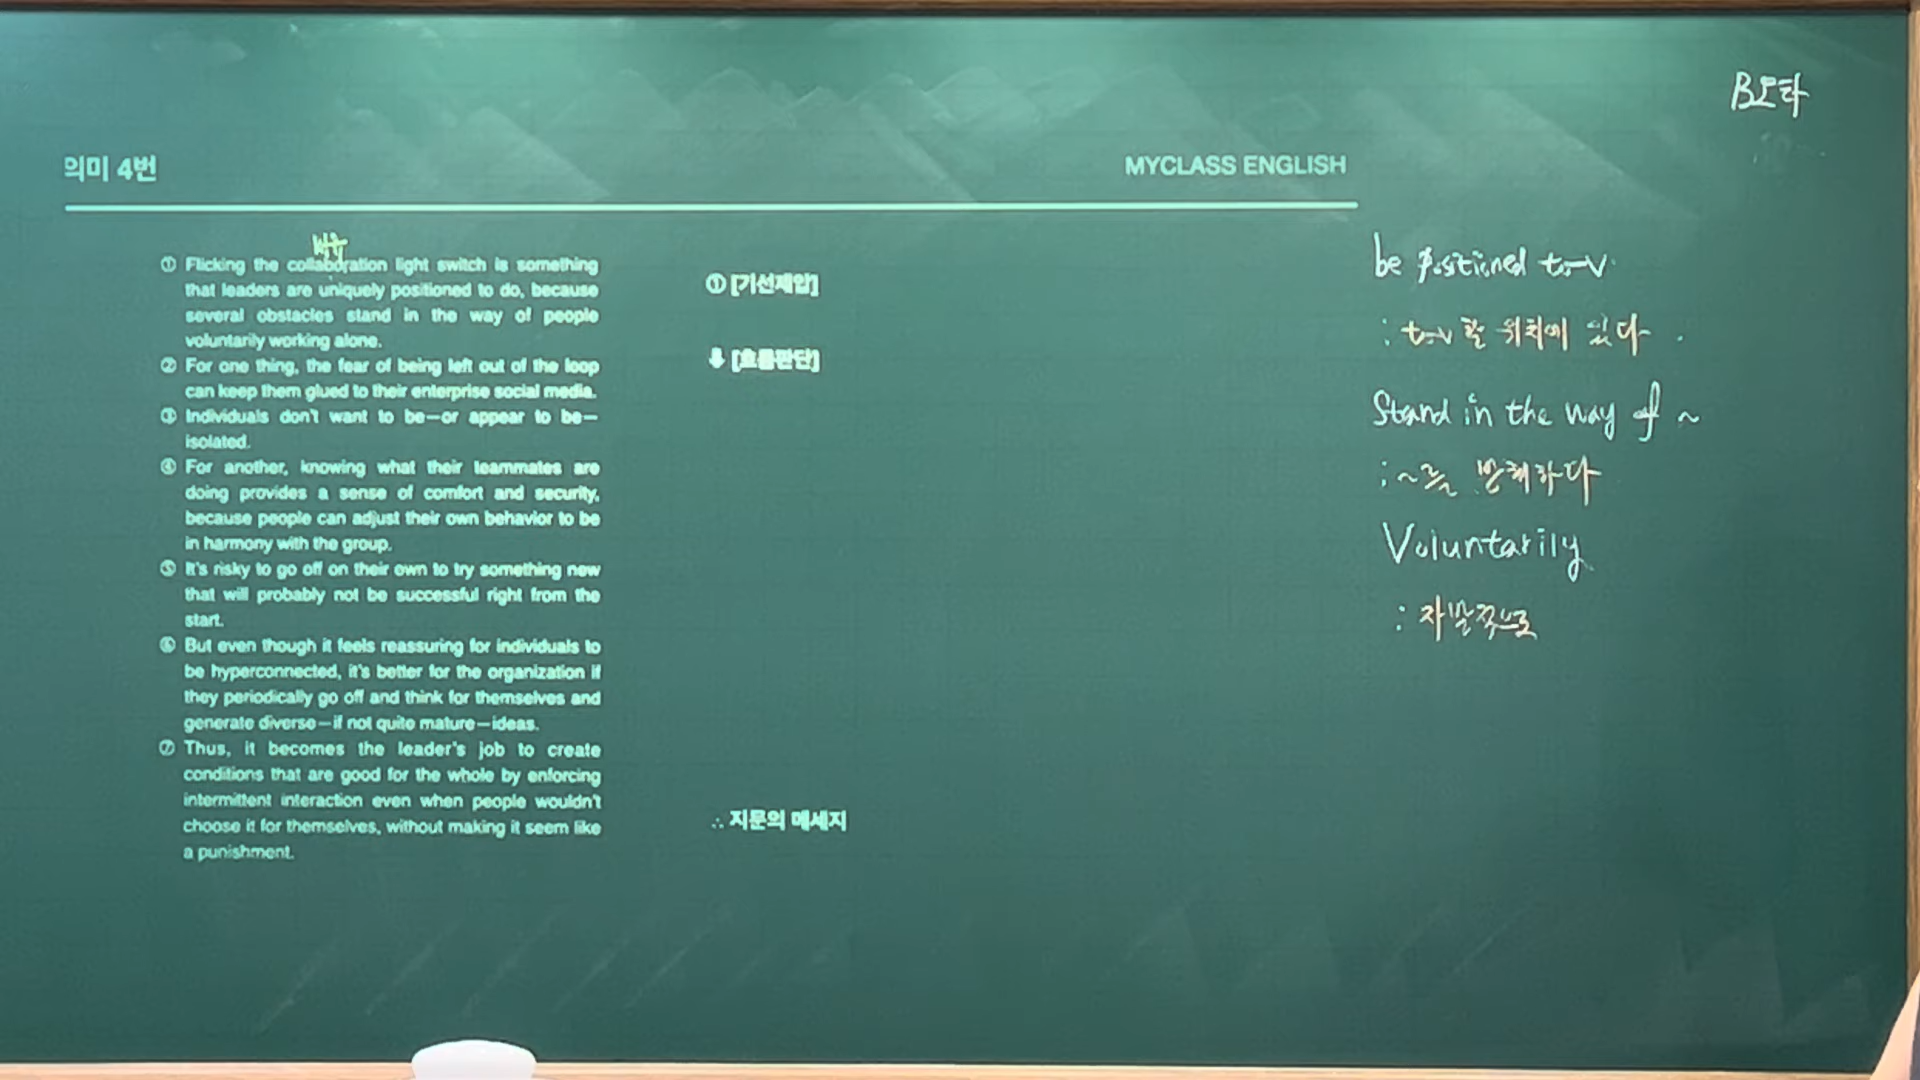 B오타
의미 4번
MYCLASS ENGLISH
① Flicking the collaboration light switch is something
that leaders are uniquely positioned to do, because
several obstacles stand in the way of people
voluntarily working alone.
② For one thing, the fear of being left out of the loop
can keep them glued to their enterprise social media.
③ Individuals don't want to be—or appear to be—
isolated.
④ For another, knowing what their teammates are
doing provides a sense of comfort and security,
because people can adjust their own behavior to be
in harmony with the group.
⑤ It's risky to go off on their own to try something new
that will probably not be successful right from the
start.
⑥ But even though it feels reassuring for individuals to
be hyperconnected, it's better for the organization if
they periodically go off and think for themselves and
generate diverse—if not quite mature—ideas.
⑦ Thus, it becomes the leader's job to create
conditions that are good for the whole by enforcing
intermittent interaction even when people wouldn't
choose it for themselves, without making it seem like
a punishment.
① [기선제압]
⬇ [흐름판단]
∴ 지문의 메세지
be positioned to-v
: to-v 할 위치에 있다
Stand in the way of ~
: ~를 방해하다
Voluntarily
: 자발적으로